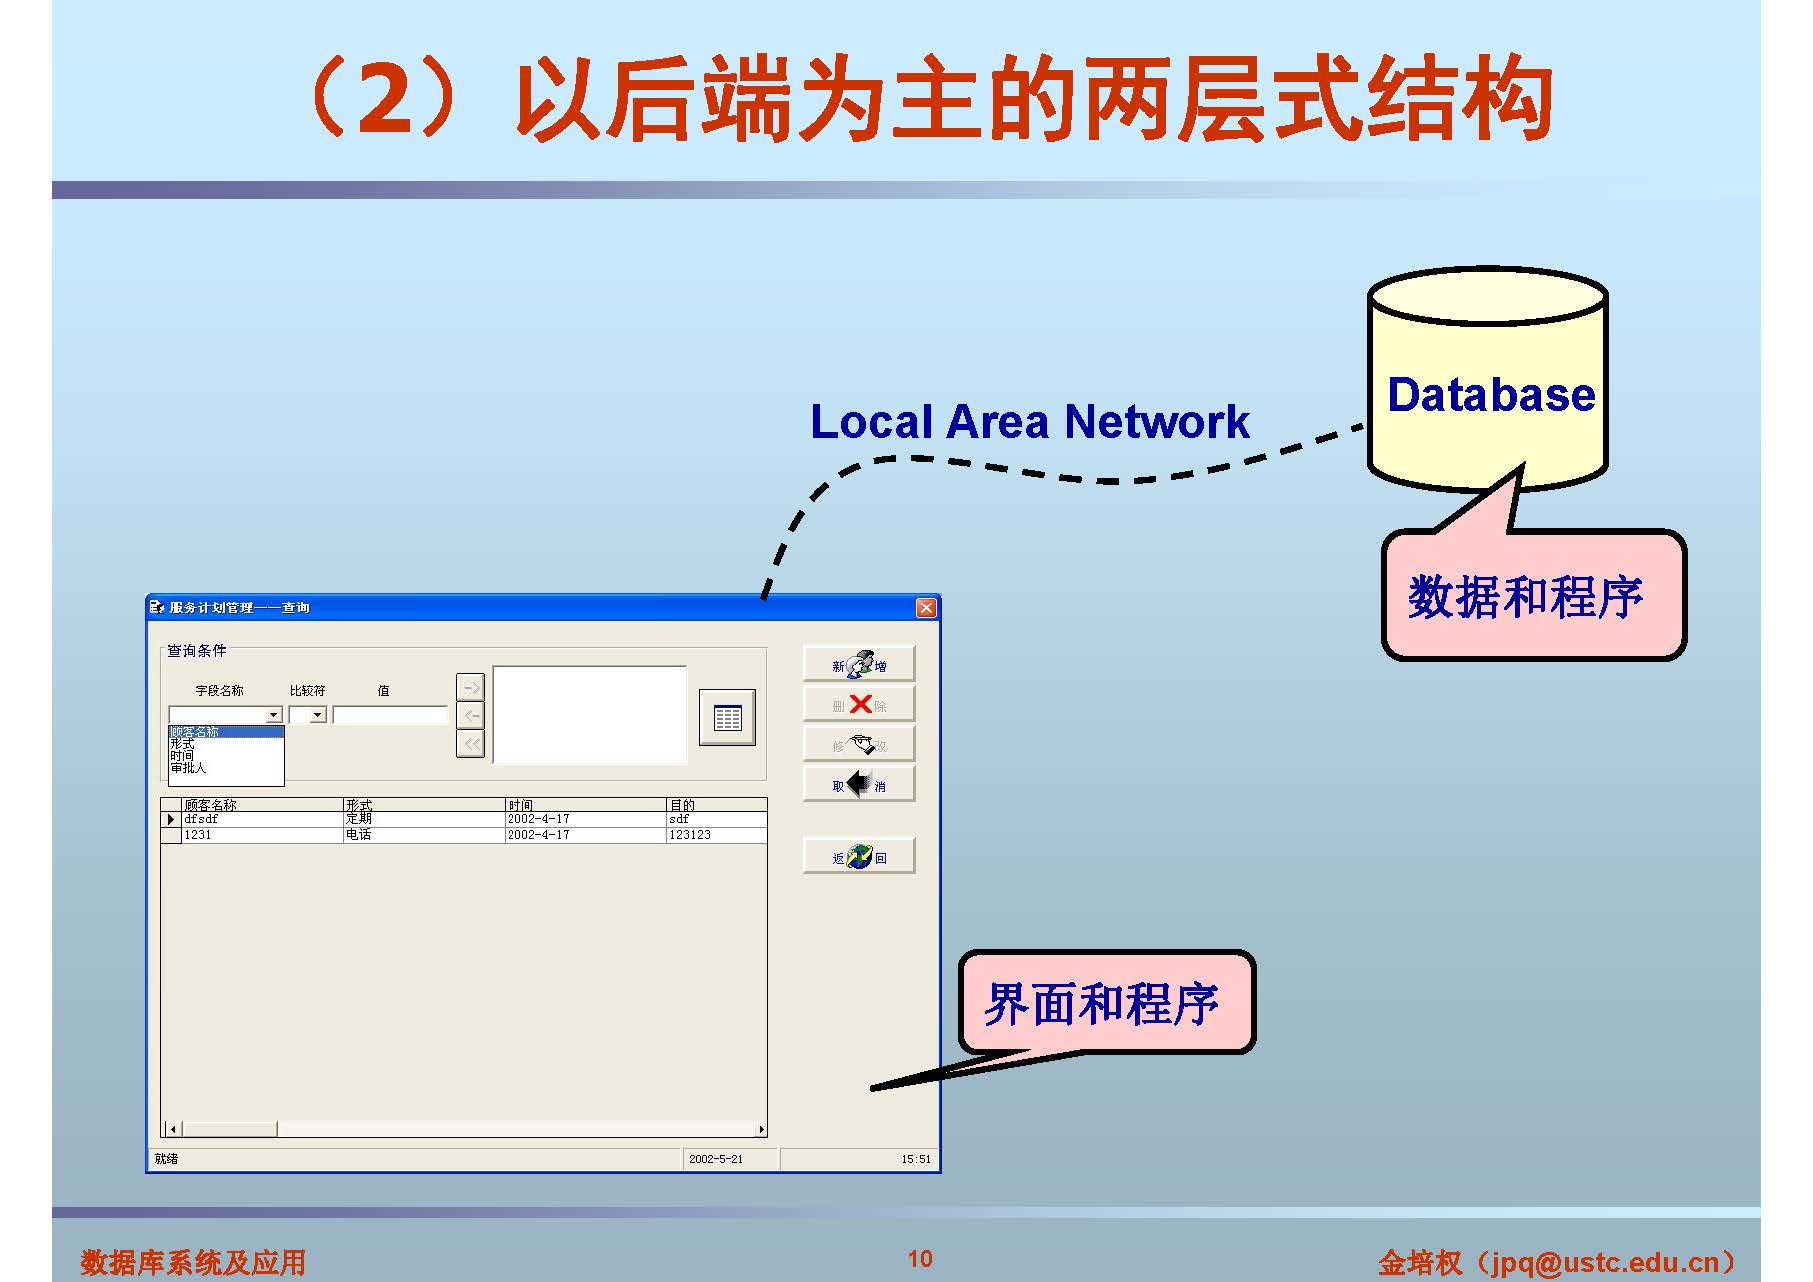 （2）以后端为主的两层式结构
Local Area Network
Database
数据和程序
服务计划管理——查询
查询条件
字段名称 比较符 值
顾客名称
形式
时间
审批人
新增
删除
修改
取消
返回
顾客名称 形式 时间 目的
dfsdf 定期 2002-4-17 sdf
1231 电话 2002-4-17 123123
界面和程序
就绪 2002-5-21 15:51
数据库系统及应用 10 金培权（jpq@ustc.edu.cn）